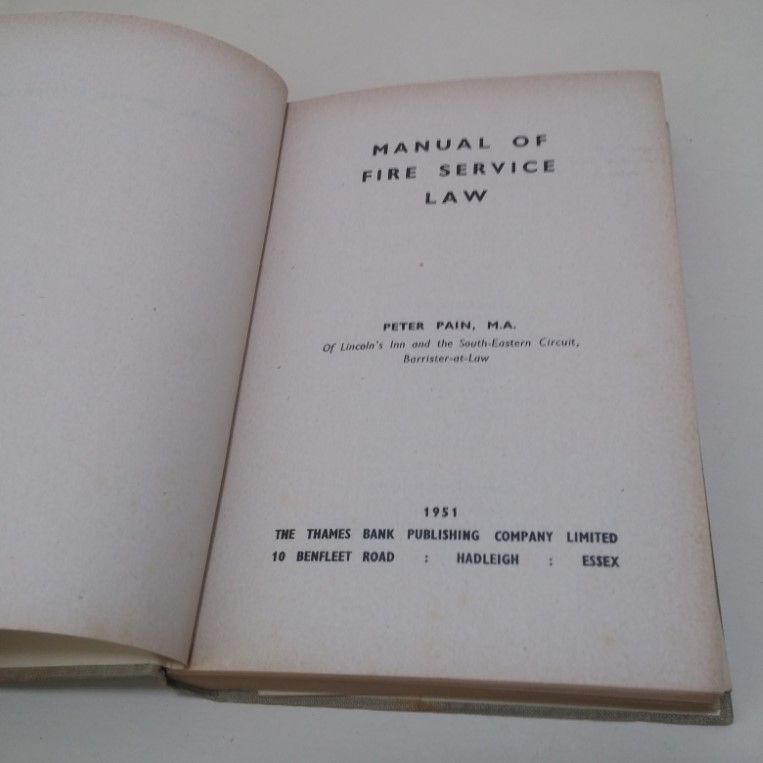 MANUAL OF
FIRE SERVICE
LAW
PETER PAIN, M.A.
Of Lincoln's Inn and the South-Eastern Circuit,
Barrister-at-Law
1951
THE THAMES BANK PUBLISHING COMPANY LIMITED
10 BENFLEET ROAD : HADLEIGH : ESSEX